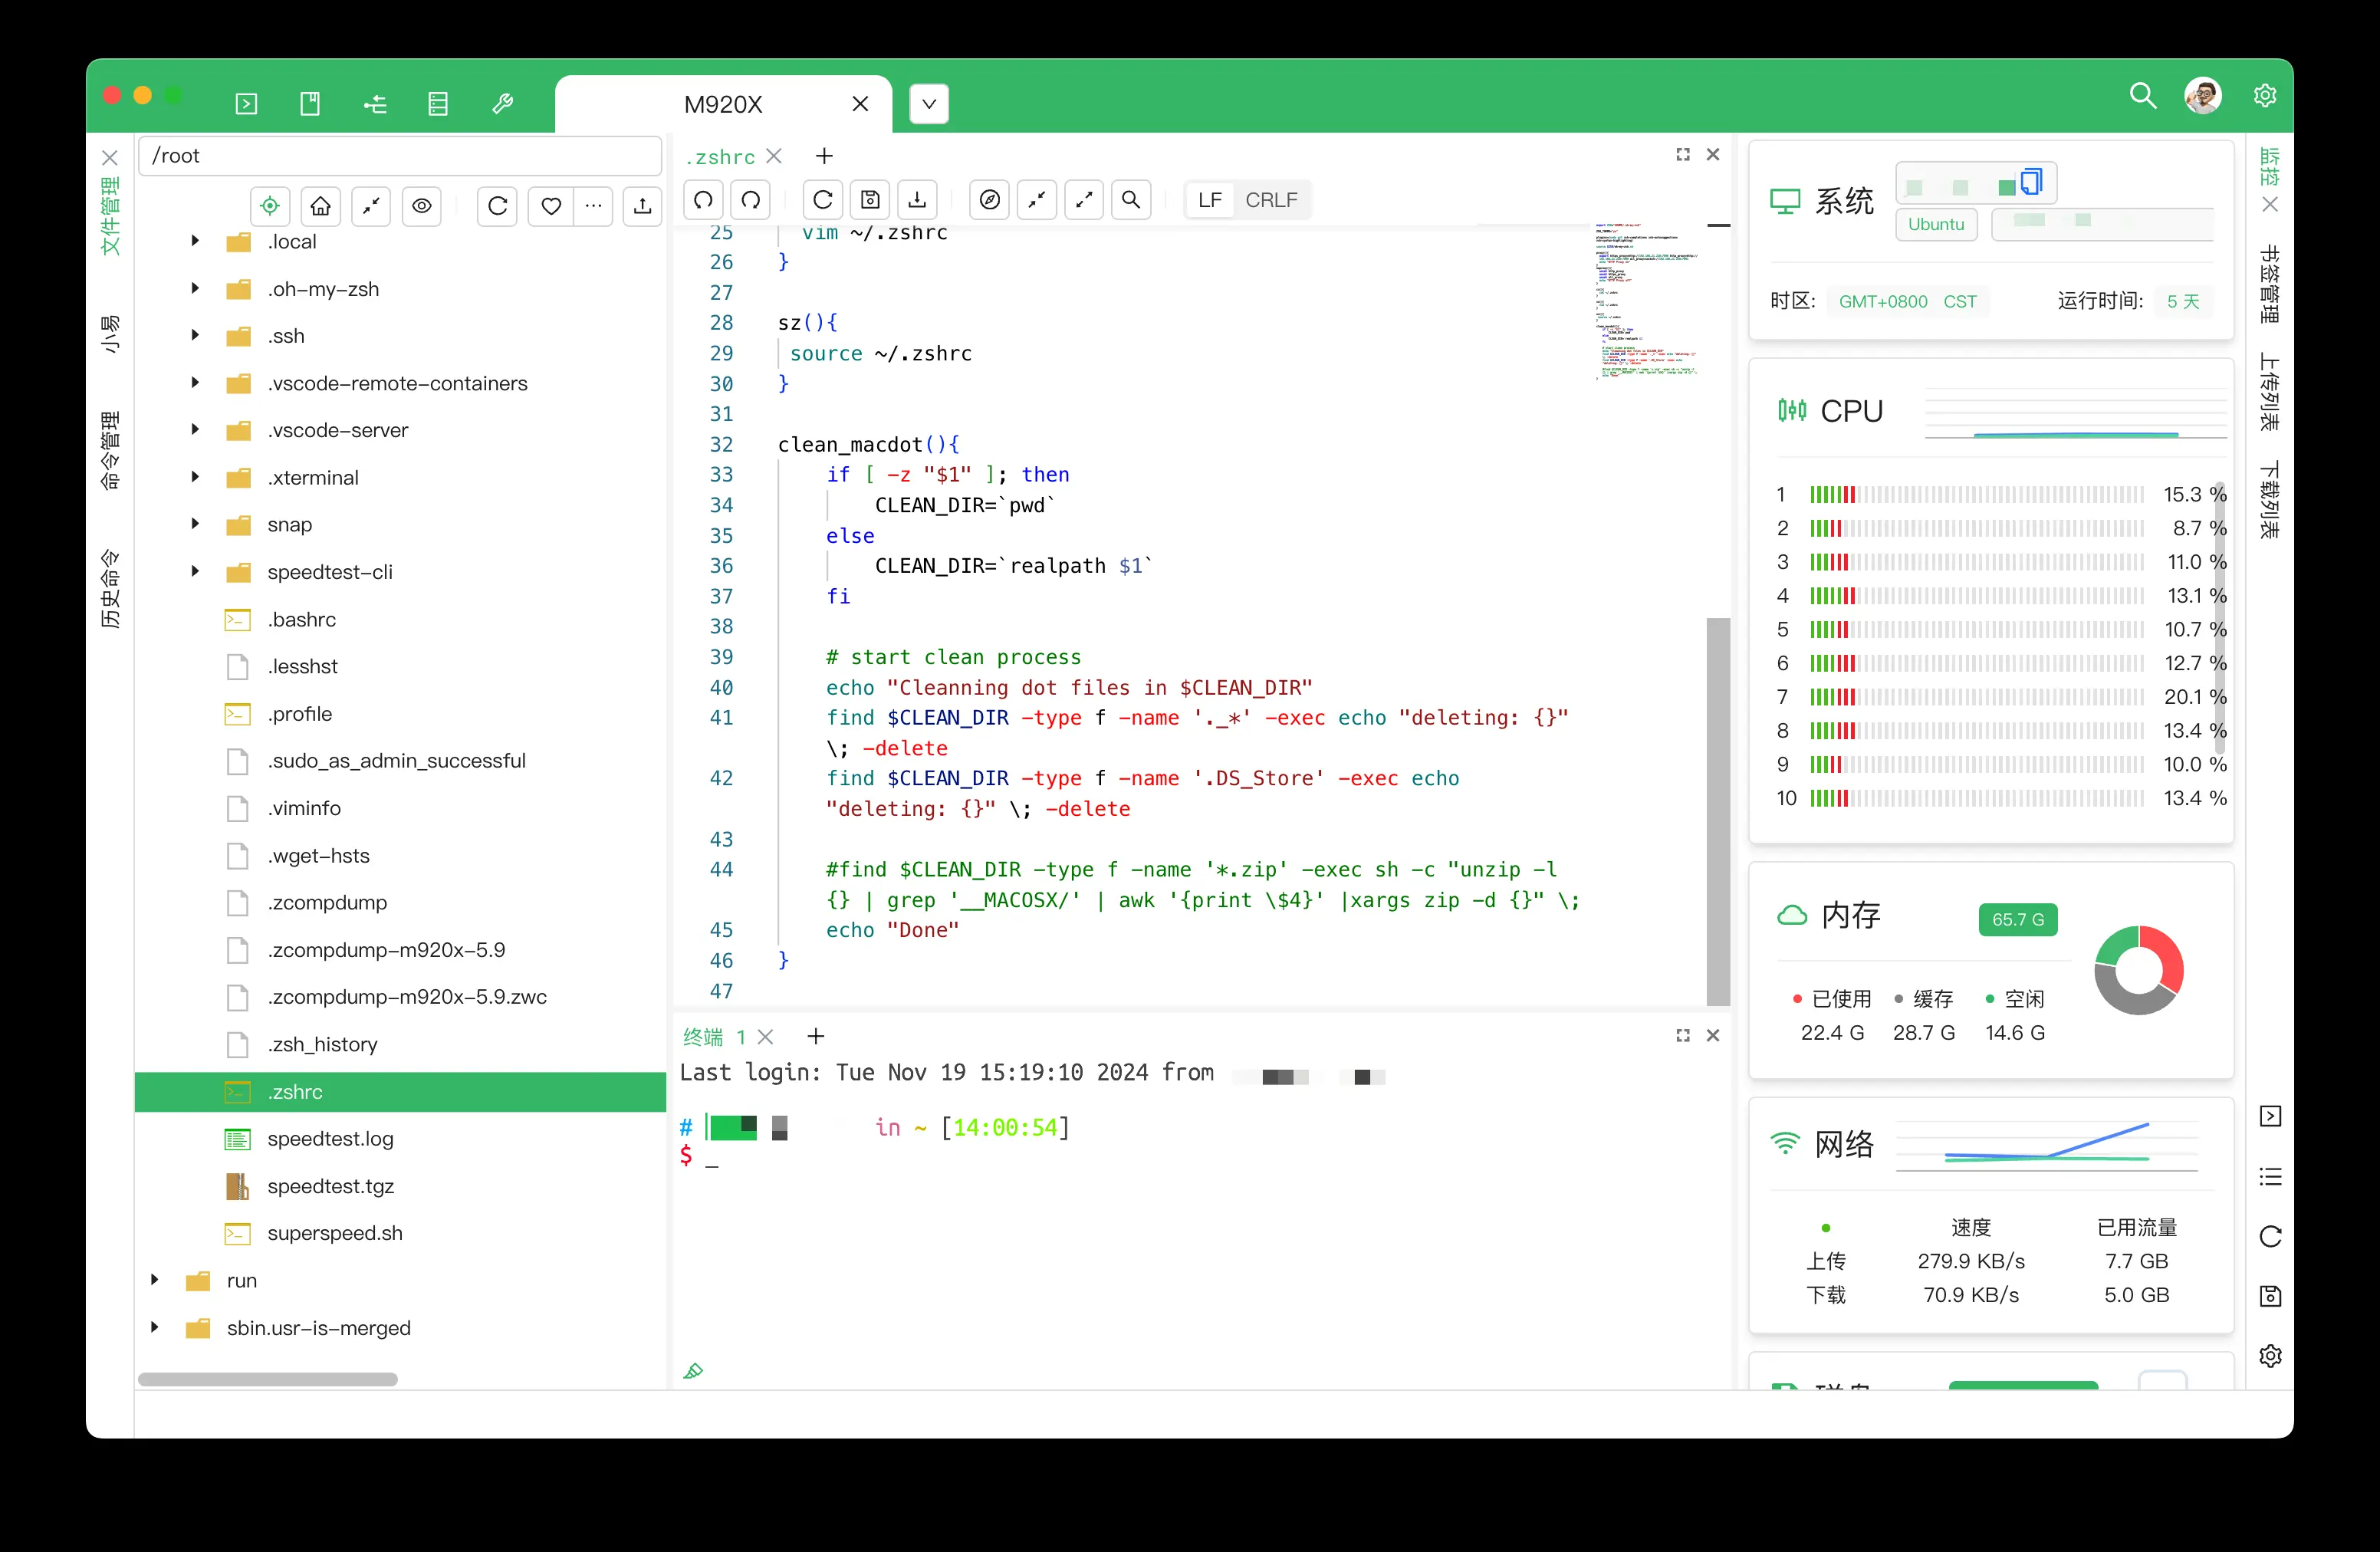 M920X
文件管理
小易
命令管理
历史命令
/root
.local
.oh-my-zsh
.ssh
.vscode-remote-containers
.vscode-server
.xterminal
snap
speedtest-cli
.bashrc
.lesshst
.profile
.sudo_as_admin_successful
.viminfo
.wget-hsts
.zcompdump
.zcompdump-m920x-5.9
.zcompdump-m920x-5.9.zwc
.zsh_history
.zshrc
speedtest.log
speedtest.tgz
superspeed.sh
run
sbin.usr-is-merged
.zshrc
LF CRLF
25 vim ~/.zshrc
26 }
27
28 sz(){
29 source ~/.zshrc
30 }
31
32 clean_macdot(){
33 if [ -z "$1" ]; then
34 CLEAN_DIR=`pwd`
35 else
36 CLEAN_DIR=`realpath $1`
37 fi
38
39 # start clean process
40 echo "Cleanning dot files in $CLEAN_DIR"
41 find $CLEAN_DIR -type f -name '._*' -exec echo "deleting: {}"
\; -delete
42 find $CLEAN_DIR -type f -name '.DS_Store' -exec echo
"deleting: {}" \; -delete
43
44 #find $CLEAN_DIR -type f -name '*.zip' -exec sh -c "unzip -l
{} | grep '__MACOSX/' | awk '{print \$4}' |xargs zip -d {}" \;
45 echo "Done"
46 }
47
终端 1
Last login: Tue Nov 19 15:19:10 2024 from
# in ~ [14:00:54]
$ _
系统
Ubuntu
时区: GMT+0800 CST 运行时间: 5 天
CPU
1 15.3 %
2 8.7 %
3 11.0 %
4 13.1 %
5 10.7 %
6 12.7 %
7 20.1 %
8 13.4 %
9 10.0 %
10 13.4 %
内存 65.7 G
已使用 缓存 空闲
22.4 G 28.7 G 14.6 G
网络
速度 已用流量
上传 279.9 KB/s 7.7 GB
下载 70.9 KB/s 5.0 GB
监控
书签管理
上传列表
下载列表